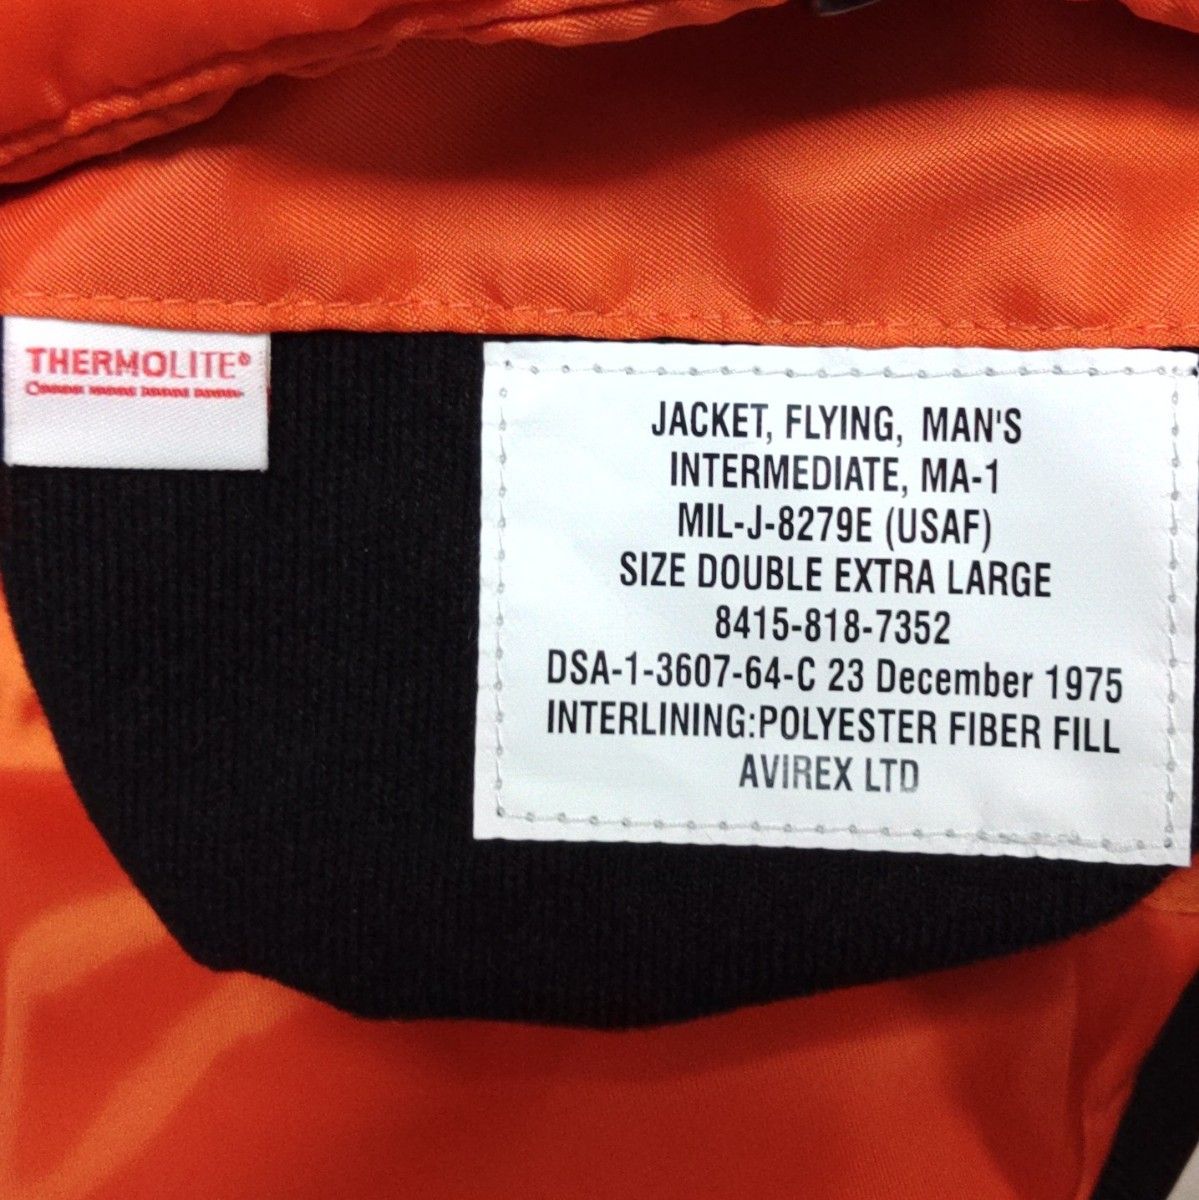 THERMOLITE®
JACKET, FLYING, MAN'S
INTERMEDIATE, MA-1
MIL-J-8279E (USAF)
SIZE DOUBLE EXTRA LARGE
8415-818-7352
DSA-1-3607-64-C 23 December 1975
INTERLINING:POLYESTER FIBER FILL
AVIREX LTD